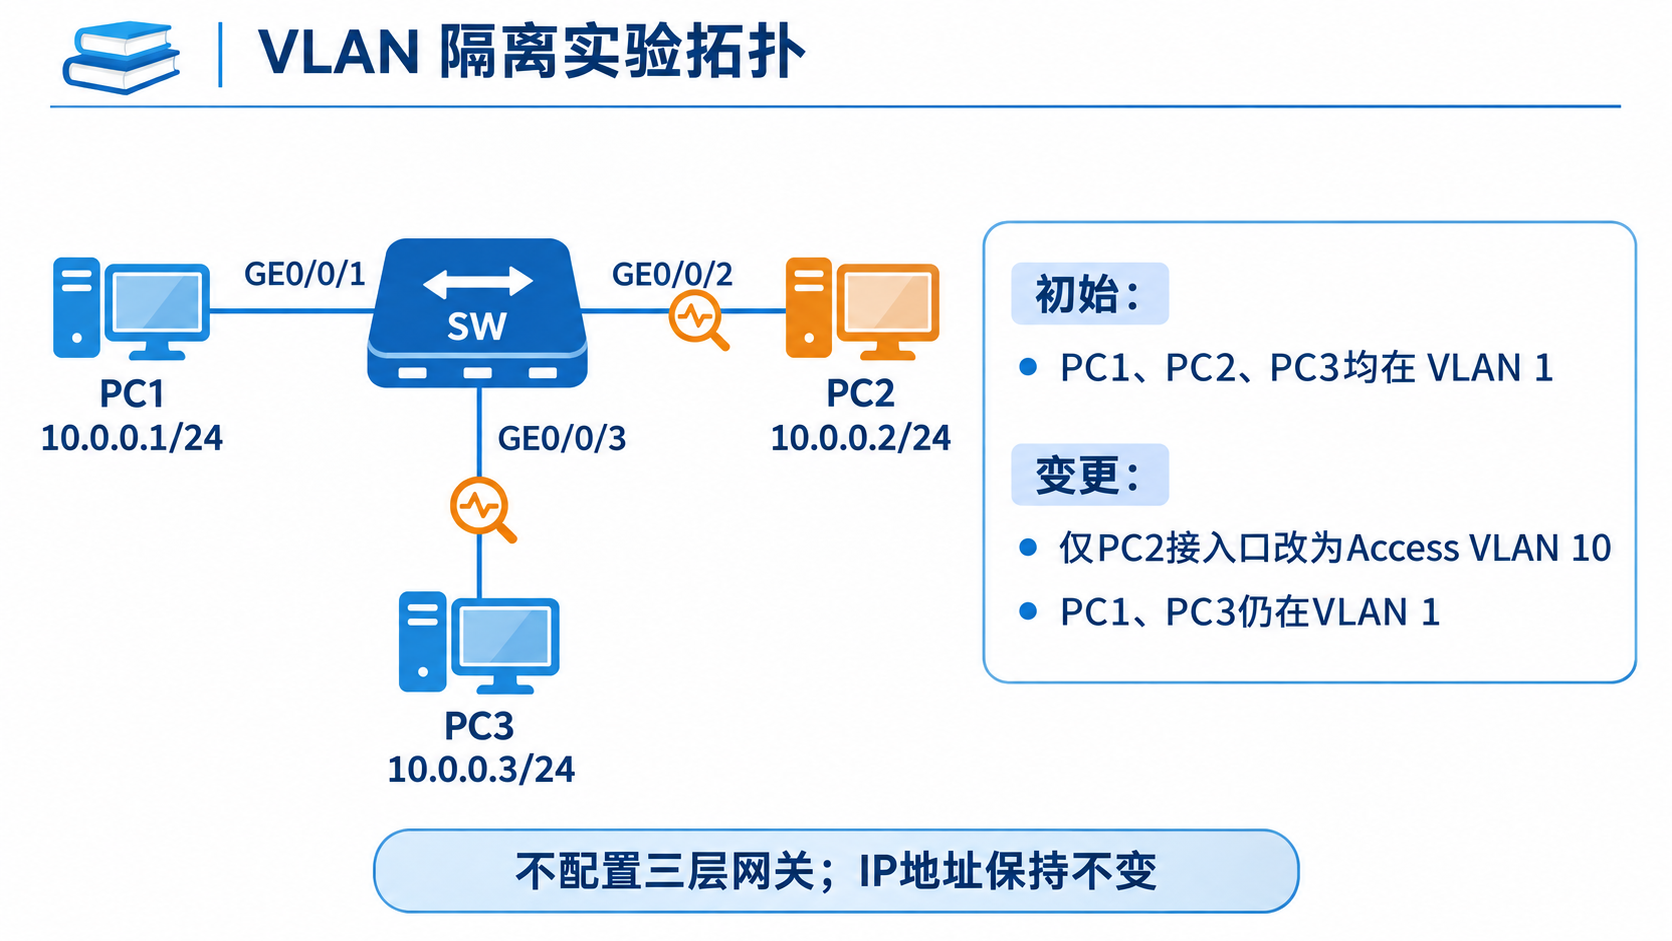 VLAN 隔离实验拓扑
GE0/0/1
GE0/0/2
SW
PC1
10.0.0.1/24
PC2
10.0.0.2/24
GE0/0/3
PC3
10.0.0.3/24
初始：
PC1、PC2、PC3均在 VLAN 1
变更：
仅PC2接入口改为Access VLAN 10
PC1、PC3仍在VLAN 1
不配置三层网关；IP地址保持不变